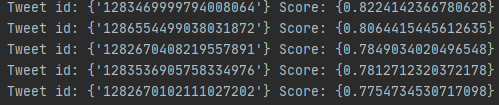 Tweet id: {'1283469999794008064'} Score: {0.8224142366780628}
Tweet id: {'1286554499038031872'} Score: {0.8064415445612635}
Tweet id: {'1282670408219557891'} Score: {0.7849034020496548}
Tweet id: {'1283536905758334976'} Score: {0.7812712320372178}
Tweet id: {'1282670102111027202'} Score: {0.7754734530717098}